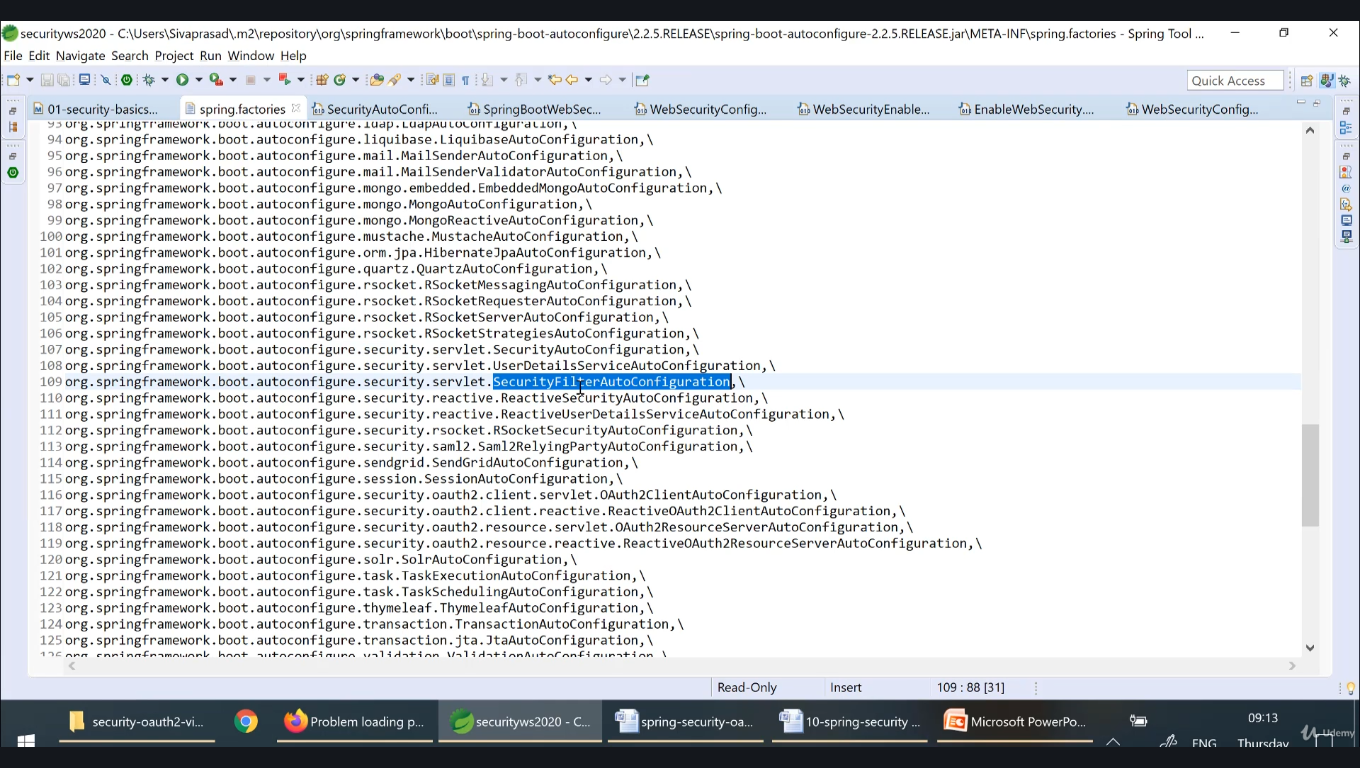 securityws2020 - C:\Users\Sivaprasad\.m2\repository\org\springframework\boot\spring-boot-autoconfigure\2.2.5.RELEASE\spring-boot-autoconfigure-2.2.5.RELEASE.jar\META-INF\spring.factories - Spring Tool ...
File Edit Navigate Search Project Run Window Help
Quick Access
01-security-basics... spring.factories SecurityAutoConfi... SpringBootWebSec... WebSecurityConfig... WebSecurityEnable... EnableWebSecurity.... WebSecurityConfig...
93 org.springframework.boot.autoconfigure.ldap.LdapAutoConfiguration,\
94 org.springframework.boot.autoconfigure.liquibase.LiquibaseAutoConfiguration,\
95 org.springframework.boot.autoconfigure.mail.MailSenderAutoConfiguration,\
96 org.springframework.boot.autoconfigure.mail.MailSenderValidatorAutoConfiguration,\
97 org.springframework.boot.autoconfigure.mongo.embedded.EmbeddedMongoAutoConfiguration,\
98 org.springframework.boot.autoconfigure.mongo.MongoAutoConfiguration,\
99 org.springframework.boot.autoconfigure.mongo.MongoReactiveAutoConfiguration,\
100 org.springframework.boot.autoconfigure.mustache.MustacheAutoConfiguration,\
101 org.springframework.boot.autoconfigure.orm.jpa.HibernateJpaAutoConfiguration,\
102 org.springframework.boot.autoconfigure.quartz.QuartzAutoConfiguration,\
103 org.springframework.boot.autoconfigure.rsocket.RSocketMessagingAutoConfiguration,\
104 org.springframework.boot.autoconfigure.rsocket.RSocketRequesterAutoConfiguration,\
105 org.springframework.boot.autoconfigure.rsocket.RSocketServerAutoConfiguration,\
106 org.springframework.boot.autoconfigure.rsocket.RSocketStrategiesAutoConfiguration,\
107 org.springframework.boot.autoconfigure.security.servlet.SecurityAutoConfiguration,\
108 org.springframework.boot.autoconfigure.security.servlet.UserDetailsServiceAutoConfiguration,\
109 org.springframework.boot.autoconfigure.security.servlet.SecurityFilterAutoConfiguration,\
110 org.springframework.boot.autoconfigure.security.reactive.ReactiveSecurityAutoConfiguration,\
111 org.springframework.boot.autoconfigure.security.reactive.ReactiveUserDetailsServiceAutoConfiguration,\
112 org.springframework.boot.autoconfigure.security.rsocket.RSocketSecurityAutoConfiguration,\
113 org.springframework.boot.autoconfigure.security.saml2.Saml2RelyingPartyAutoConfiguration,\
114 org.springframework.boot.autoconfigure.sendgrid.SendGridAutoConfiguration,\
115 org.springframework.boot.autoconfigure.session.SessionAutoConfiguration,\
116 org.springframework.boot.autoconfigure.security.oauth2.client.servlet.OAuth2ClientAutoConfiguration,\
117 org.springframework.boot.autoconfigure.security.oauth2.client.reactive.ReactiveOAuth2ClientAutoConfiguration,\
118 org.springframework.boot.autoconfigure.security.oauth2.resource.servlet.OAuth2ResourceServerAutoConfiguration,\
119 org.springframework.boot.autoconfigure.security.oauth2.resource.reactive.ReactiveOAuth2ResourceServerAutoConfiguration,\
120 org.springframework.boot.autoconfigure.solr.SolrAutoConfiguration,\
121 org.springframework.boot.autoconfigure.task.TaskExecutionAutoConfiguration,\
122 org.springframework.boot.autoconfigure.task.TaskSchedulingAutoConfiguration,\
123 org.springframework.boot.autoconfigure.thymeleaf.ThymeleafAutoConfiguration,\
124 org.springframework.boot.autoconfigure.transaction.TransactionAutoConfiguration,\
125 org.springframework.boot.autoconfigure.transaction.jta.JtaAutoConfiguration,\
126 org.springframework.boot.autoconfigure.validation.ValidationAutoConfiguration,\
Read-Only Insert 109 : 88 [31]
security-oauth2-vi... Problem loading p... securityws2020 - C... spring-security-oa... 10-spring-security ... Microsoft PowerPo... 09:13
ENG Thursday
Udemy